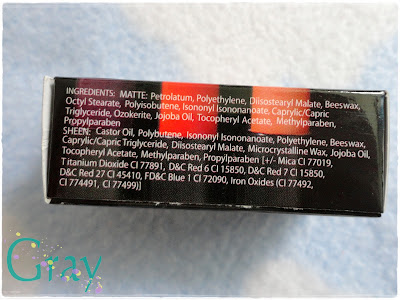 INGREDIENTS: MATTE: Petrolatum, Polyethylene, Diisostearyl Malate, Beeswax,
Octyl Stearate, Polyisobutene, Isononyl Isononanoate, Caprylic/Capric
Triglyceride, Ozokerite, Jojoba Oil, Tocopheryl Acetate, Methylparaben,
Propylparaben
SHEEN: Castor Oil, Polybutene, Isononyl Isononanoate, Polyethylene, Beeswax,
Caprylic/Capric Triglyceride, Diisostearyl Malate, Microcrystalline Wax, Jojoba Oil,
Tocopheryl Acetate, Methylparaben, Propylparaben [+/- Mica CI 77019,
Titanium Dioxide CI 77891, D&C Red 6 CI 15850, D&C Red 7 CI 15850,
D&C Red 27 CI 45410, FD&C Blue 1 CI 72090, Iron Oxides (CI 77492,
CI 774491, CI 77499)]
Gray